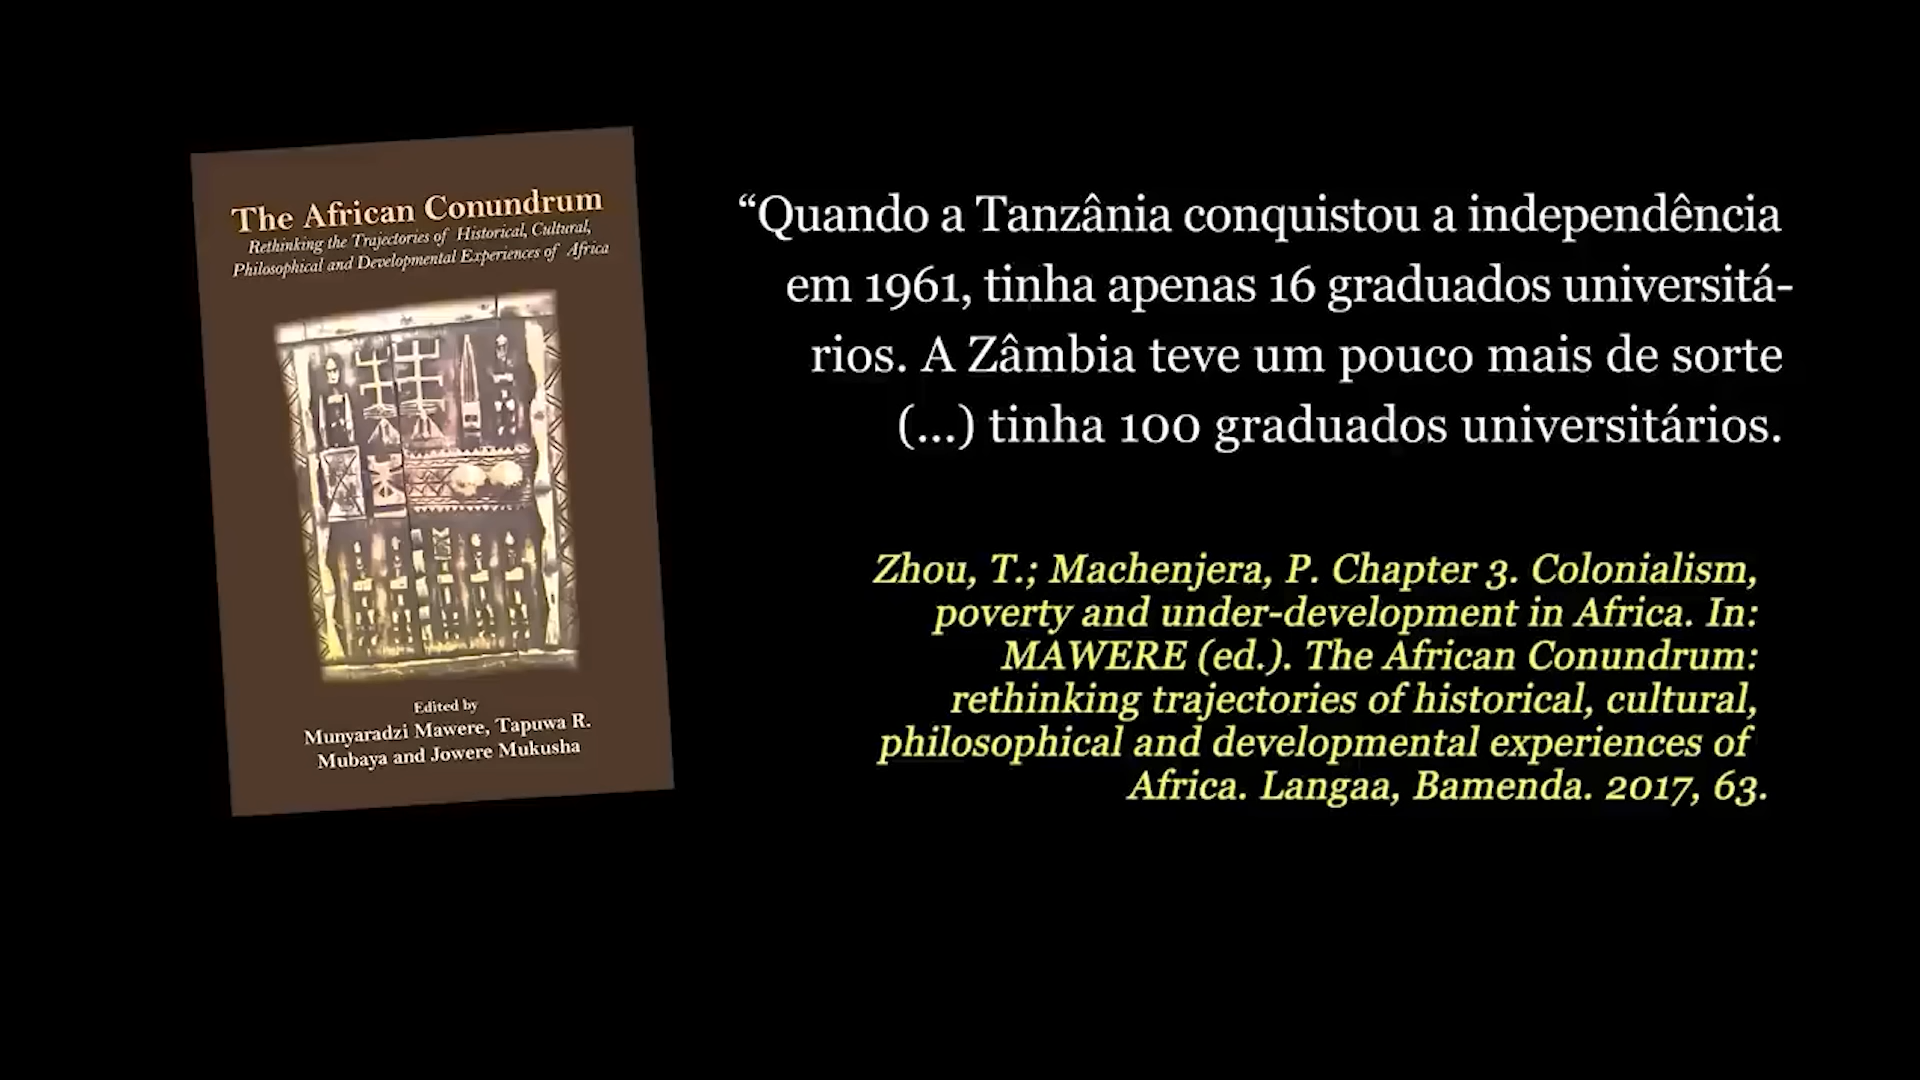 The African Conundrum
Rethinking the Trajectories of Historical, Cultural,
Philosophical and Developmental Experiences of Africa
Edited by
Munyaradzi Mawere, Tapuwa R.
Mubaya and Jowere Mukusha
“Quando a Tanzânia conquistou a independência
em 1961, tinha apenas 16 graduados universitá-
rios. A Zâmbia teve um pouco mais de sorte
(...) tinha 100 graduados universitários.
Zhou, T.; Machenjera, P. Chapter 3. Colonialism,
poverty and under-development in Africa. In:
MAWERE (ed.). The African Conundrum:
rethinking trajectories of historical, cultural,
philosophical and developmental experiences of
Africa. Langaa, Bamenda. 2017, 63.